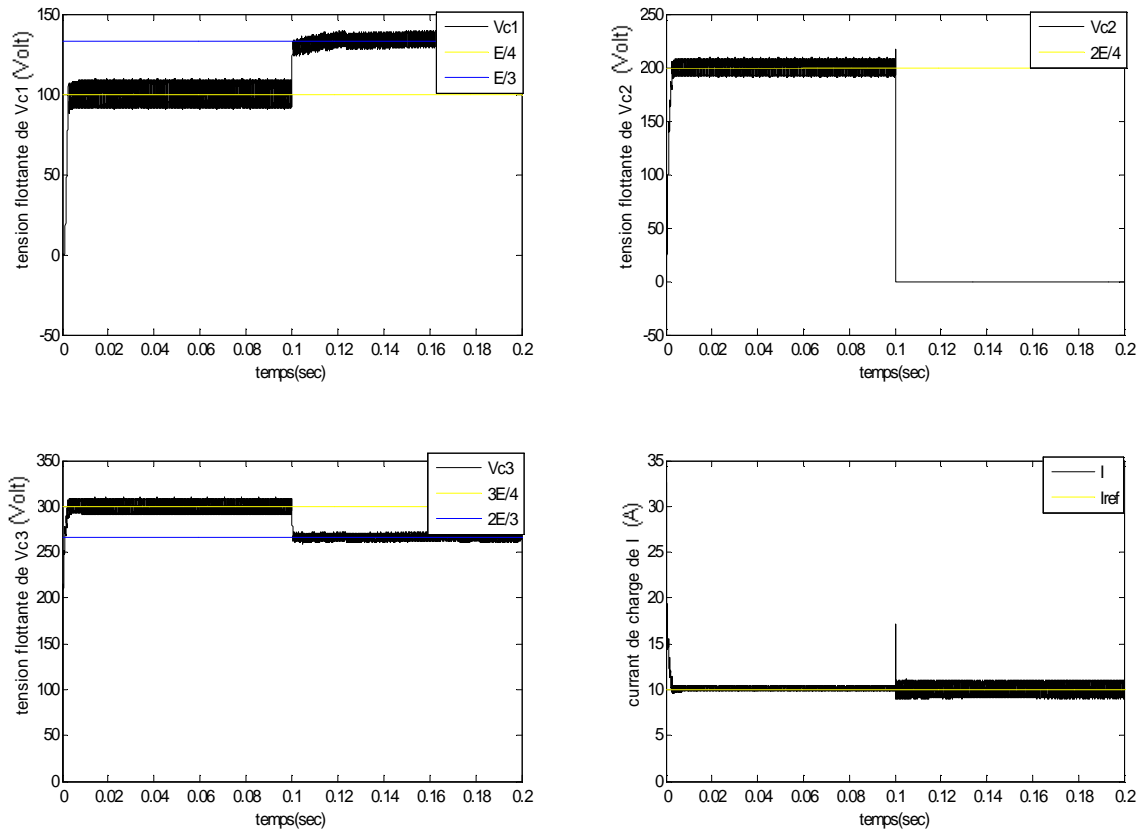 tension flottante de Vc1 (Volt)
150
100
50
0
-50
0 0.02 0.04 0.06 0.08 0.1 0.12 0.14 0.16 0.18 0.2
temps(sec)
Vc1
E/4
E/3
tension flottante de Vc2 (Volt)
250
200
150
100
50
0
-50
0 0.02 0.04 0.06 0.08 0.1 0.12 0.14 0.16 0.18 0.2
temps(sec)
Vc2
2E/4
tension flottante de Vc3 (Volt)
350
300
250
200
150
100
50
0
0 0.02 0.04 0.06 0.08 0.1 0.12 0.14 0.16 0.18 0.2
temps(sec)
Vc3
3E/4
2E/3
currant de charge de I (A)
35
30
25
20
15
10
5
0
0 0.02 0.04 0.06 0.08 0.1 0.12 0.14 0.16 0.18 0.2
temps(sec)
I
Iref